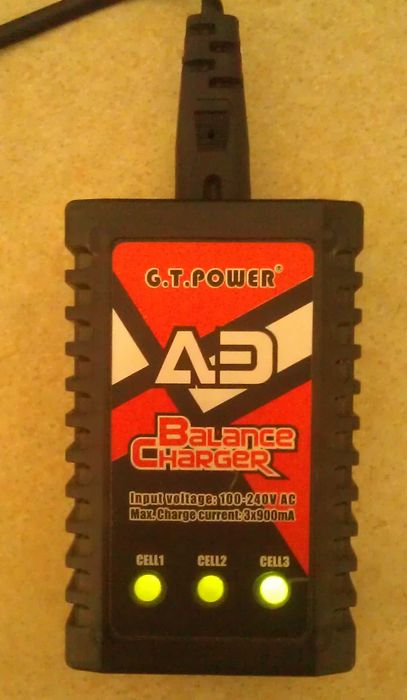 G.T.POWER®
A3
Balance
Charger
Input voltage: 100-240V AC
Max. Charge current: 3x900mA
CELL1 CELL2 CELL3